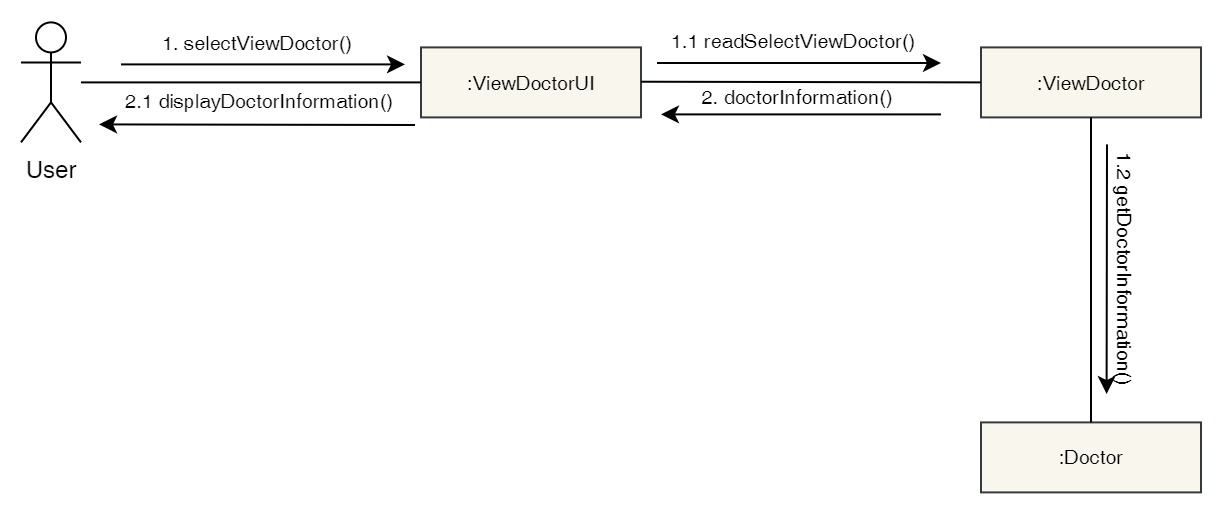 1. selectViewDoctor()
1.1 readSelectViewDoctor()
:ViewDoctorUI
:ViewDoctor
2.1 displayDoctorInformation()
2. doctorInformation()
User
1.2 getDoctorInformation()
:Doctor